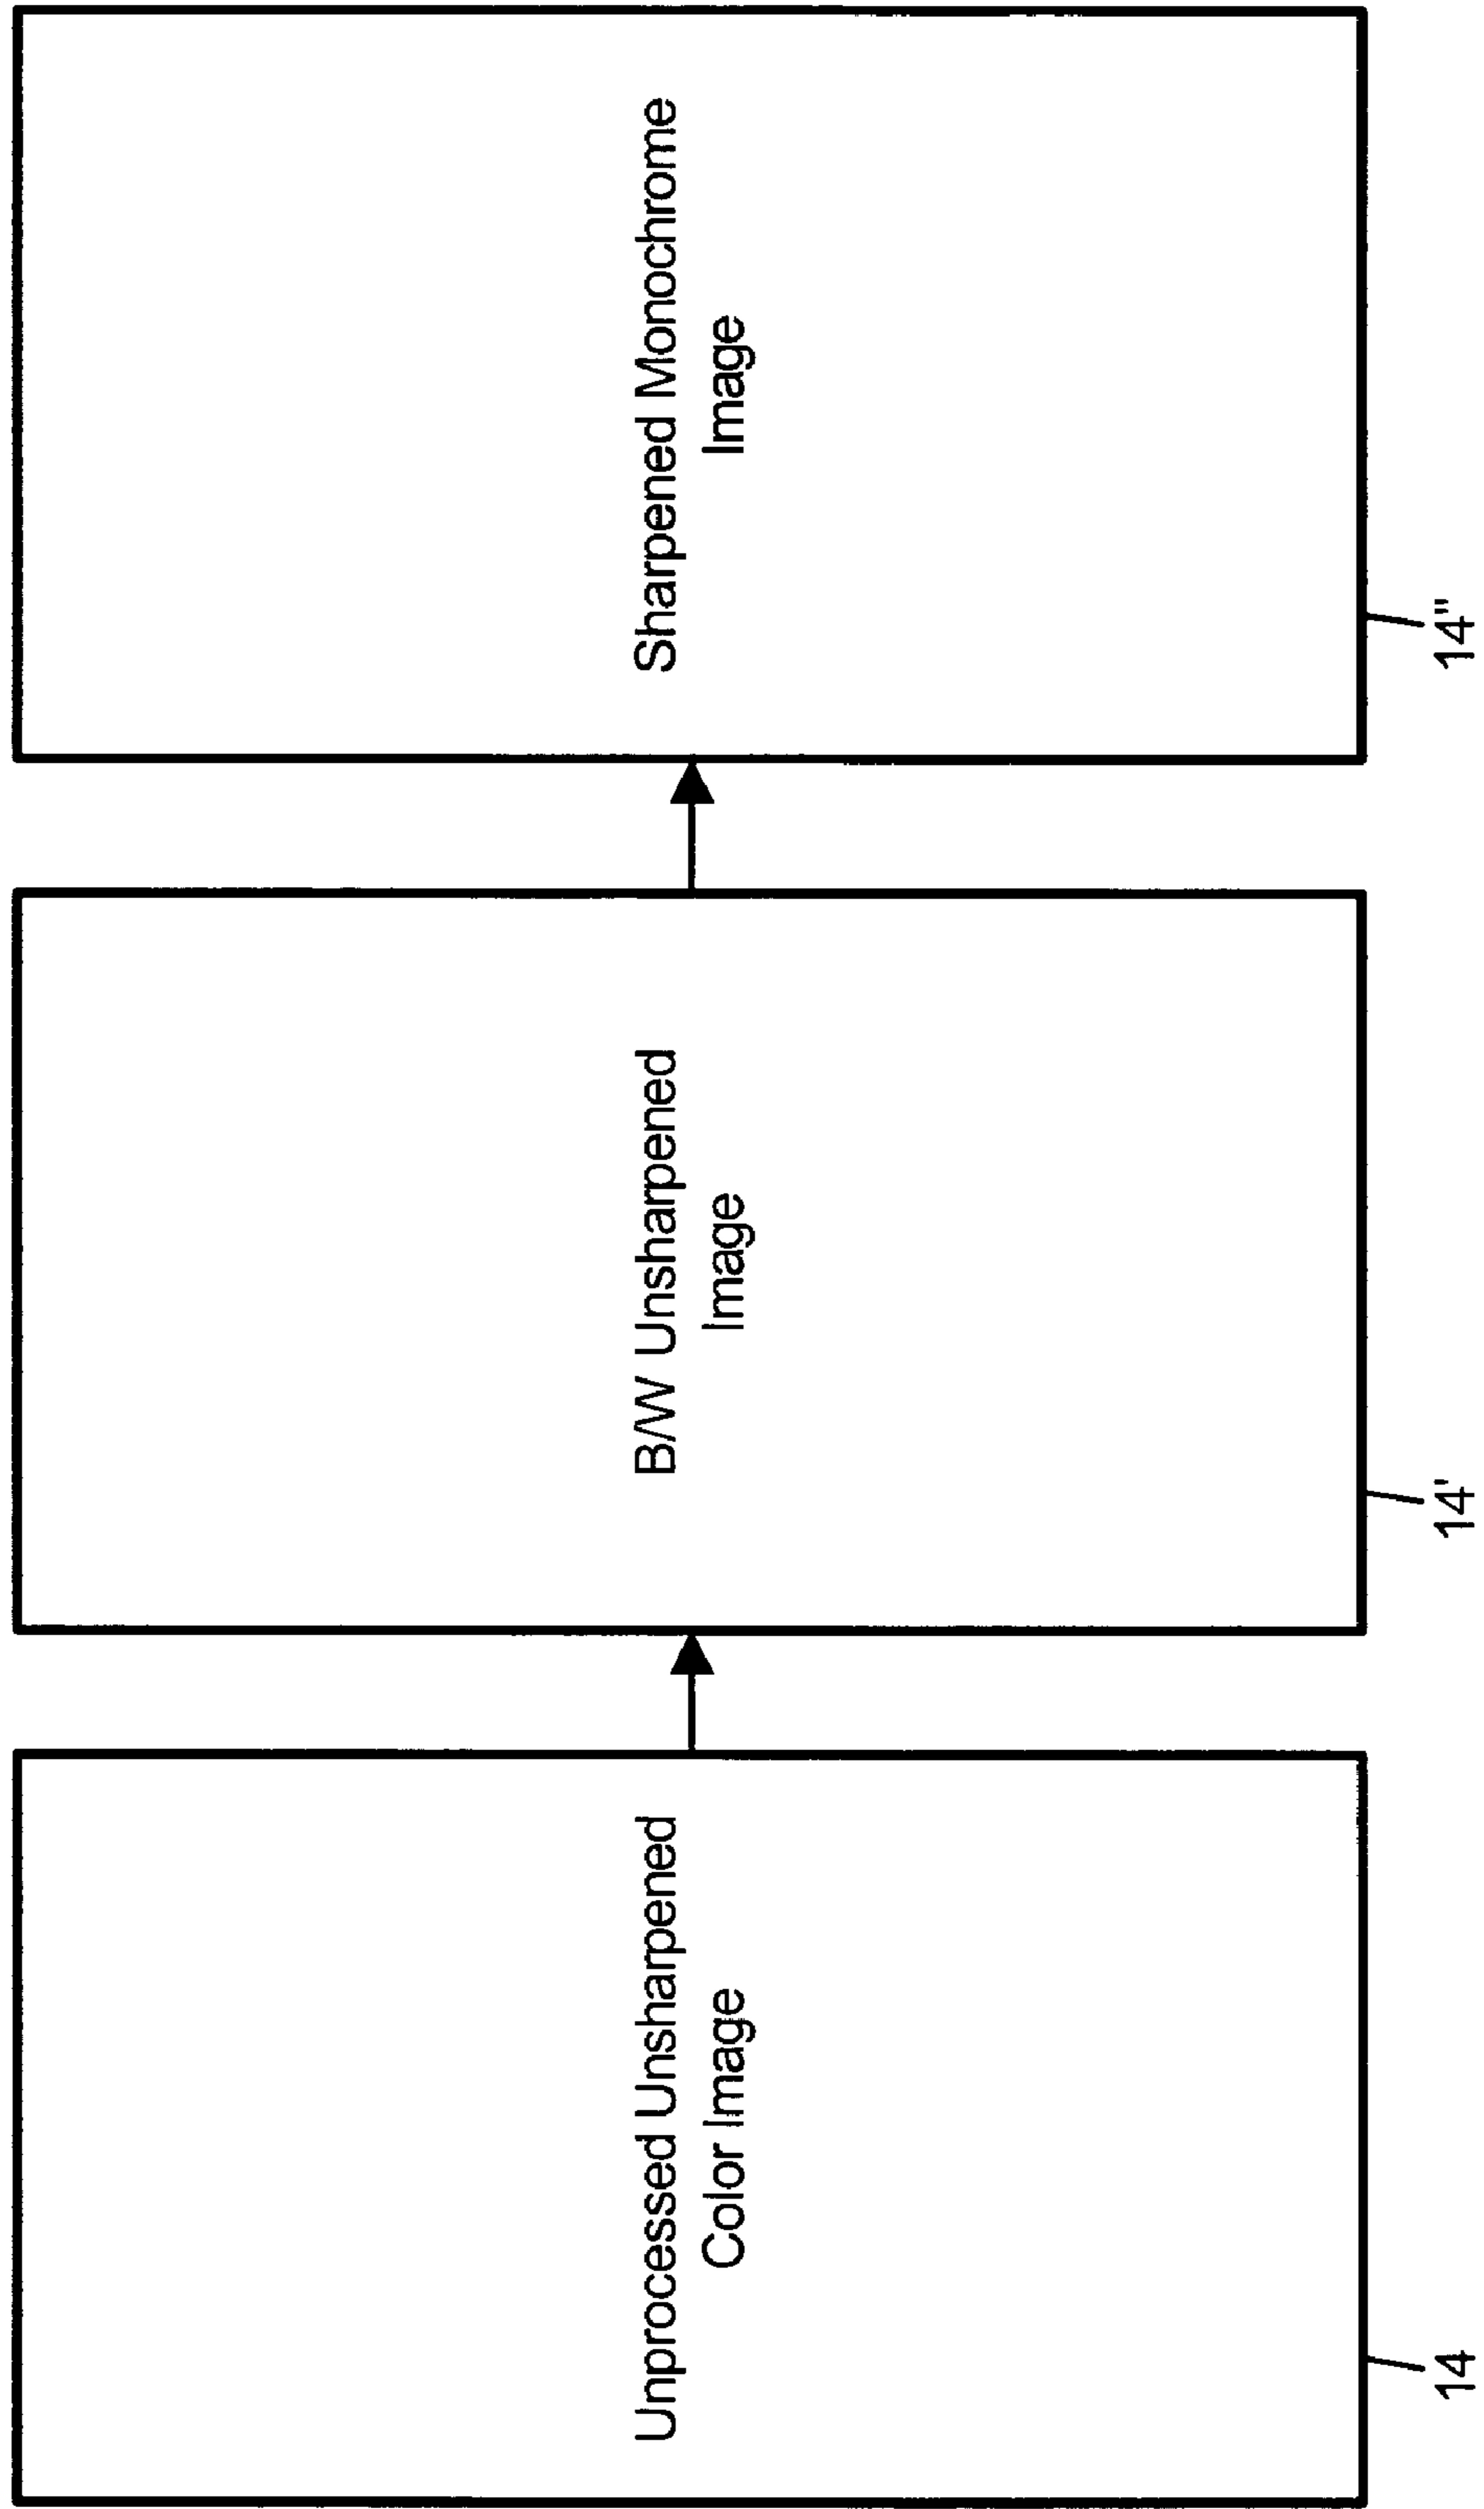 Unprocessed Unsharpened
Color Image
14
B/W Unsharpened
Image
14'
Sharpened Monochrome
Image
14"